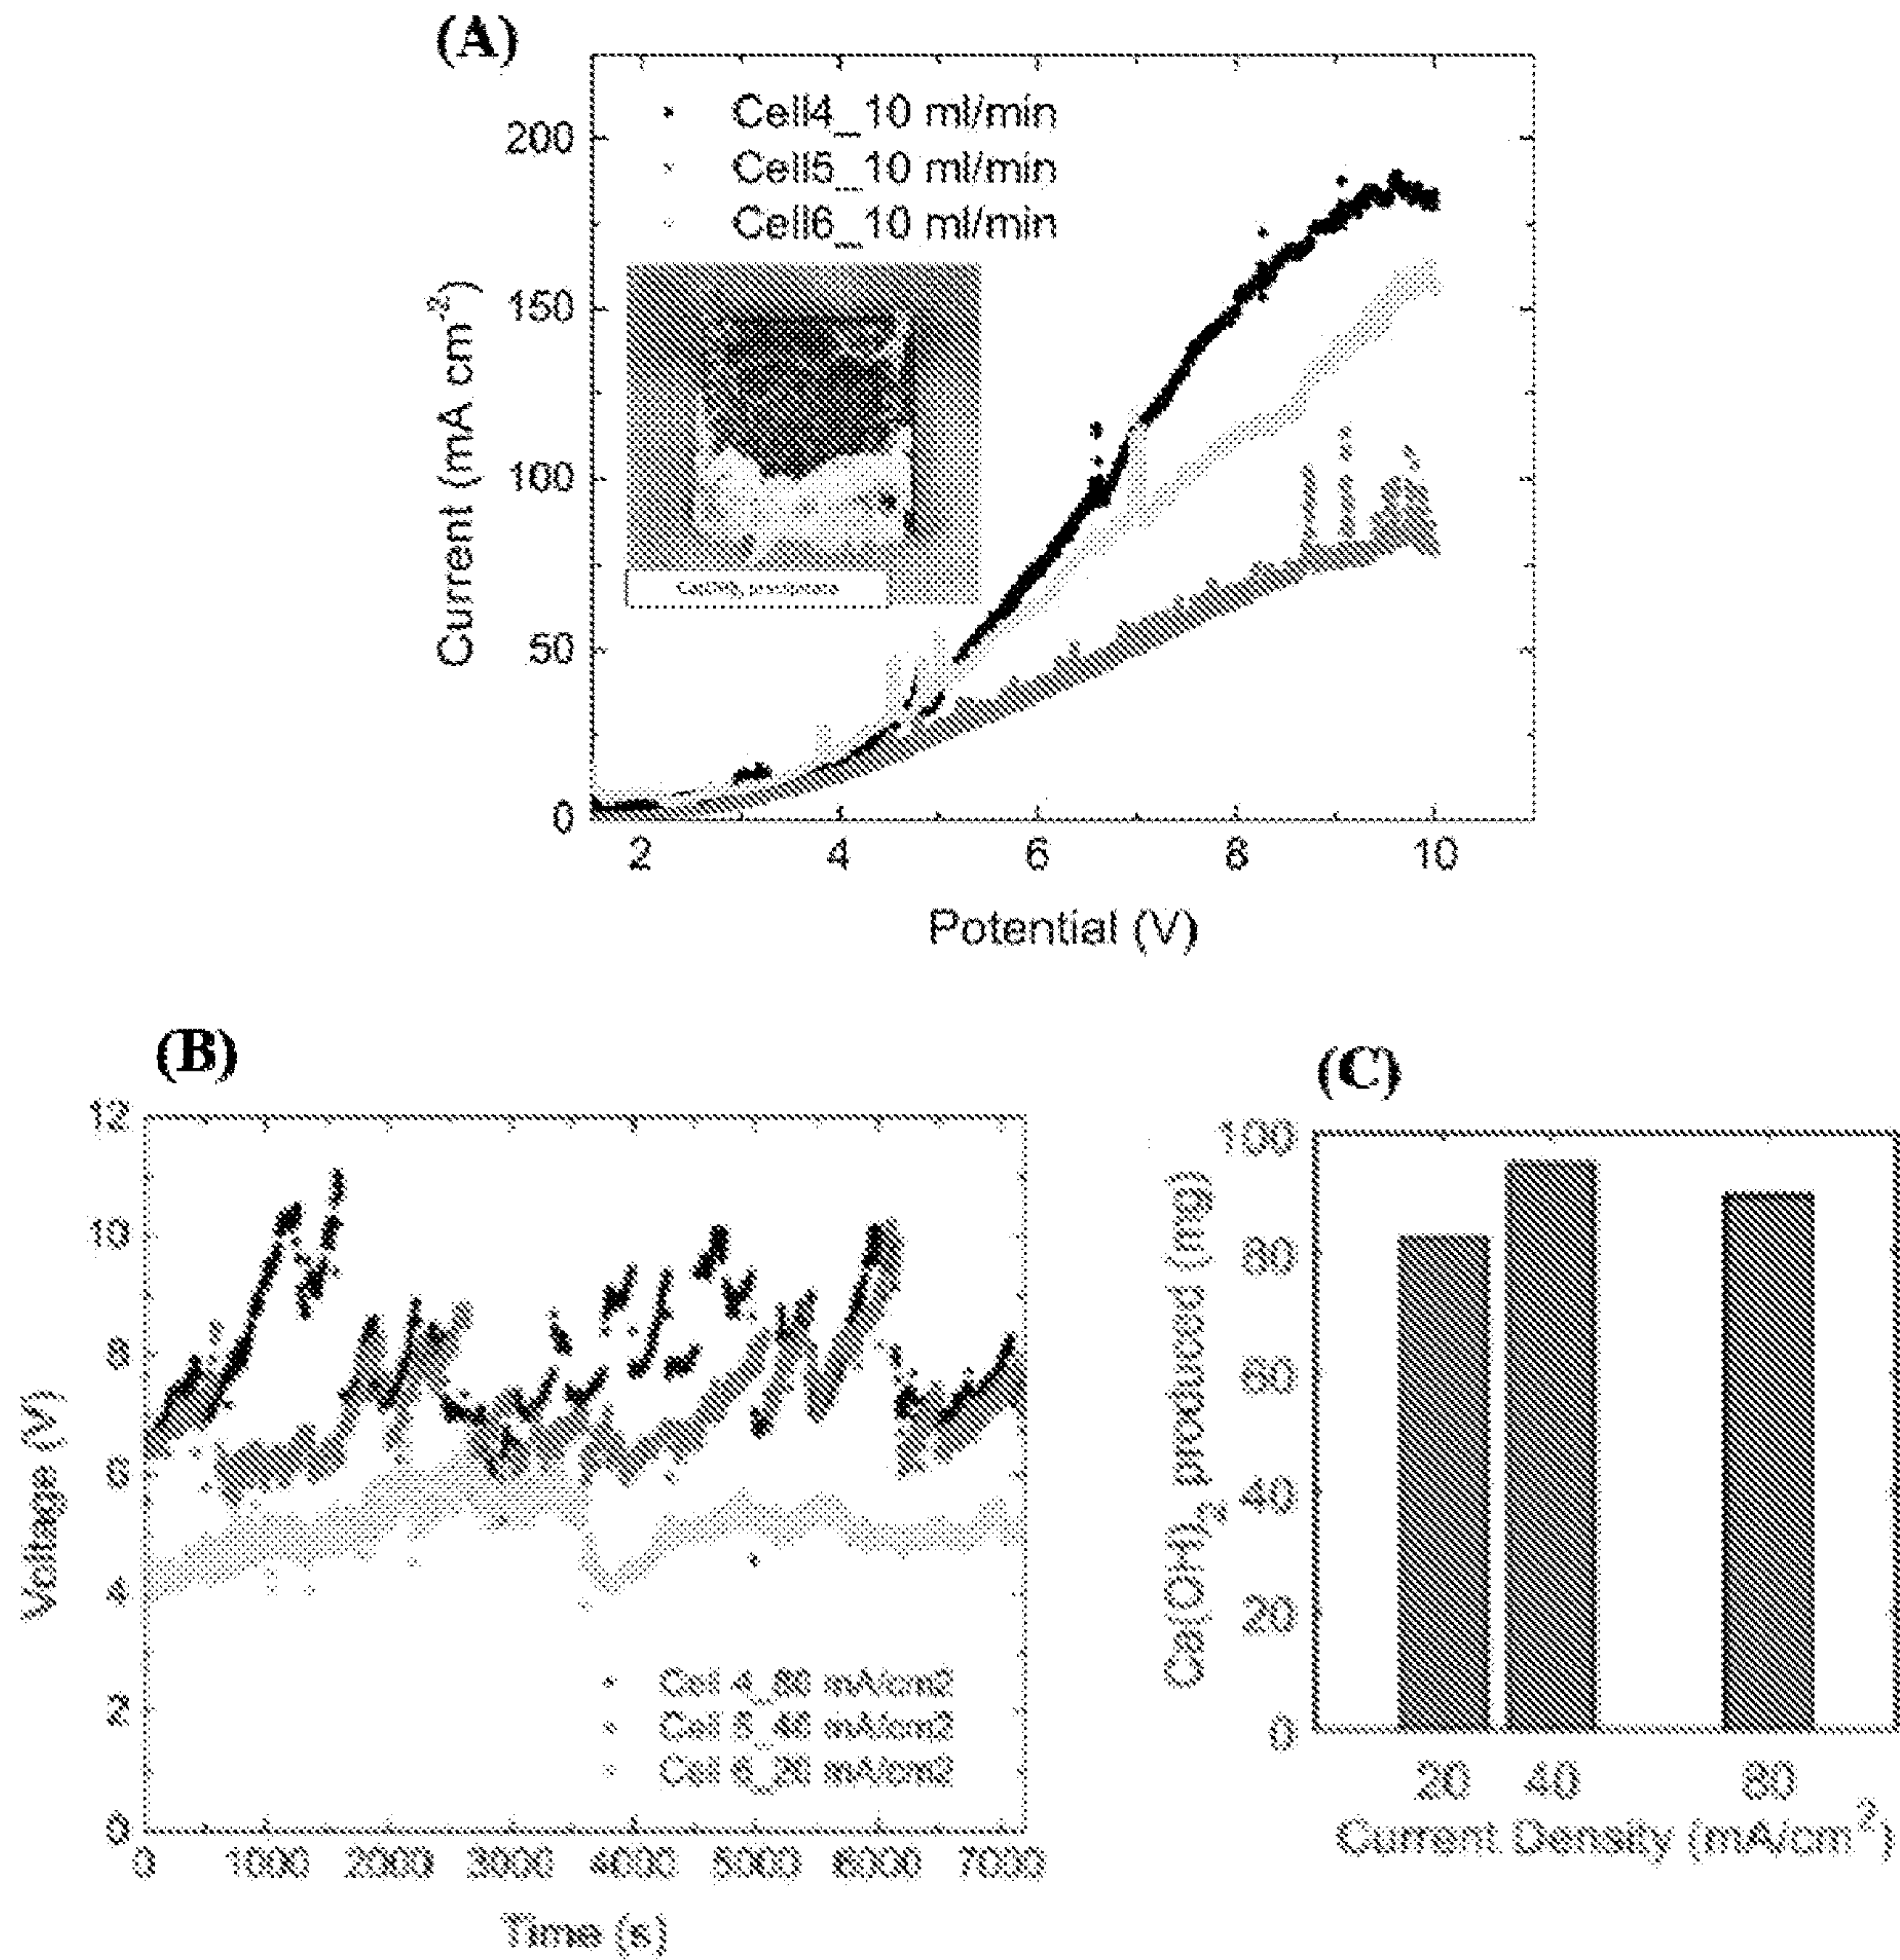 (A)
Cell4_10 ml/min
Cell5_10 ml/min
Cell6_10 ml/min
200
150
100
50
0
Current (mA cm-2)
precipitate
2 4 6 8 10
Potential (V)
(B)
12
10
8
6
4
2
0
Voltage (V)
Cell 4_80 mA/cm2
Cell 5_40 mA/cm2
Cell 6_20 mA/cm2
0 1000 2000 3000 4000 5000 6000 7000
Time (s)
(C)
100
80
60
40
20
0
Ca(OH)2 produced (mg)
20 40 80
Current Density (mA/cm2)